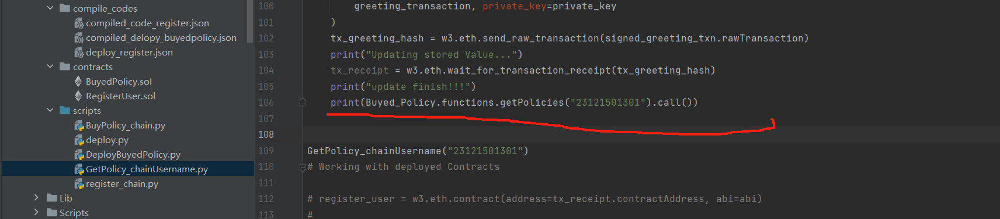 compile_codes
compiled_code_register.json
compiled_delopy_buyedpolicy.json
deploy_register.json
contracts
BuyedPolicy.sol
RegisterUser.sol
scripts
BuyPolicy_chain.py
deploy.py
DeployBuyedPolicy.py
GetPolicy_chainUsername.py
register_chain.py
Lib
Scripts
100 greeting_transaction, private_key=private_key
101 )
102 tx_greeting_hash = w3.eth.send_raw_transaction(signed_greeting_txn.rawTransaction)
103 print("Updating stored Value...")
104 tx_receipt = w3.eth.wait_for_transaction_receipt(tx_greeting_hash)
105 print("update finish!!!")
106 print(Buyed_Policy.functions.getPolicies("23121501301").call())
107
108
109 GetPolicy_chainUsername("23121501301")
110 # Working with deployed Contracts
111
112 # register_user = w3.eth.contract(address=tx_receipt.contractAddress, abi=abi)
113 #